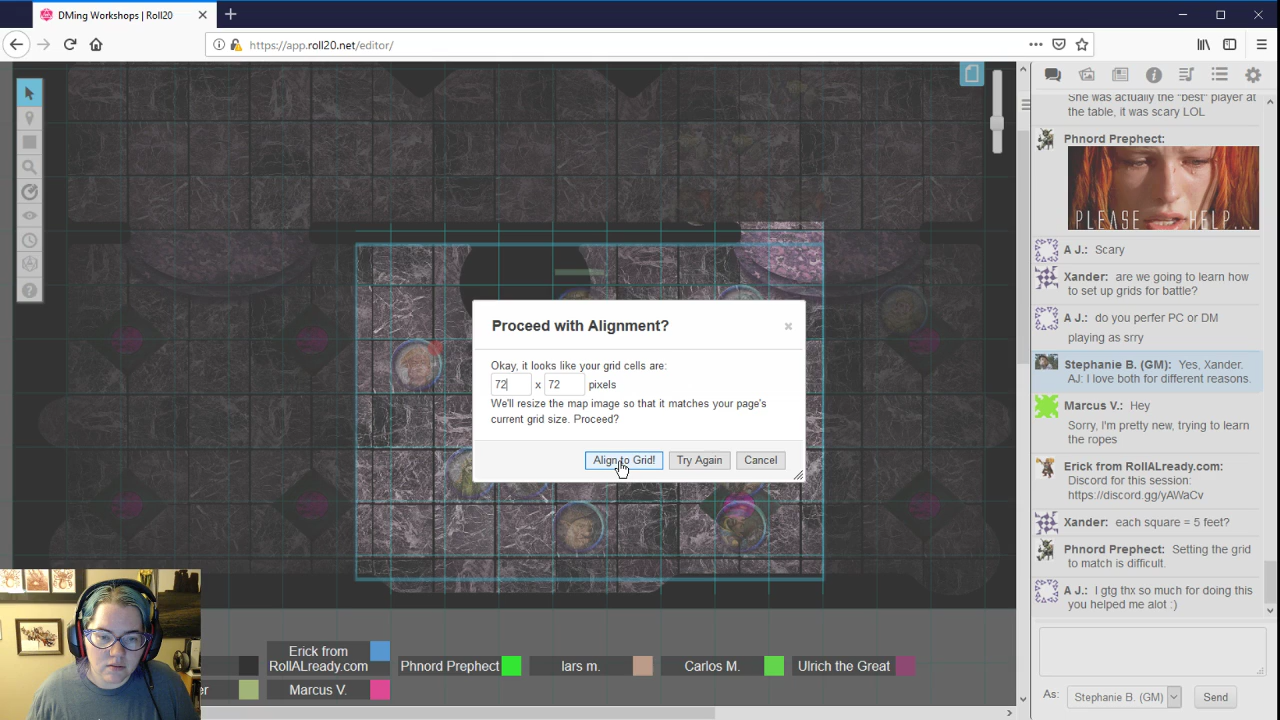 DMing Workshops | Roll20
https://app.roll20.net/editor/
She was actually the "best" player at
the table, it was scary LOL
Phnord Prephect:
PLEASE HELP...
A J.: Scary
Xander: are we going to learn how
to set up grids for battle?
A J.: do you perfer PC or DM
playing as srry
Stephanie B. (GM): Yes, Xander.
AJ: I love both for different reasons.
Marcus V.: Hey
Sorry, I'm pretty new, trying to learn
the ropes
Erick from RollALready.com:
Discord for this session:
https://discord.gg/yAWaCv
Xander: each square = 5 feet?
Phnord Prephect: Setting the grid
to match is difficult.
A J.: I gtg thx so much for doing this
you helped me alot :)
As: Stephanie B. (GM) Send
Proceed with Alignment?
Okay, it looks like your grid cells are:
72 x 72 pixels
We'll resize the map image so that it matches your page's
current grid size. Proceed?
Align to Grid! Try Again Cancel
Erick from
RollALready.com
Phnord Prephect
lars m.
Carlos M.
Ulrich the Great
er
Marcus V.